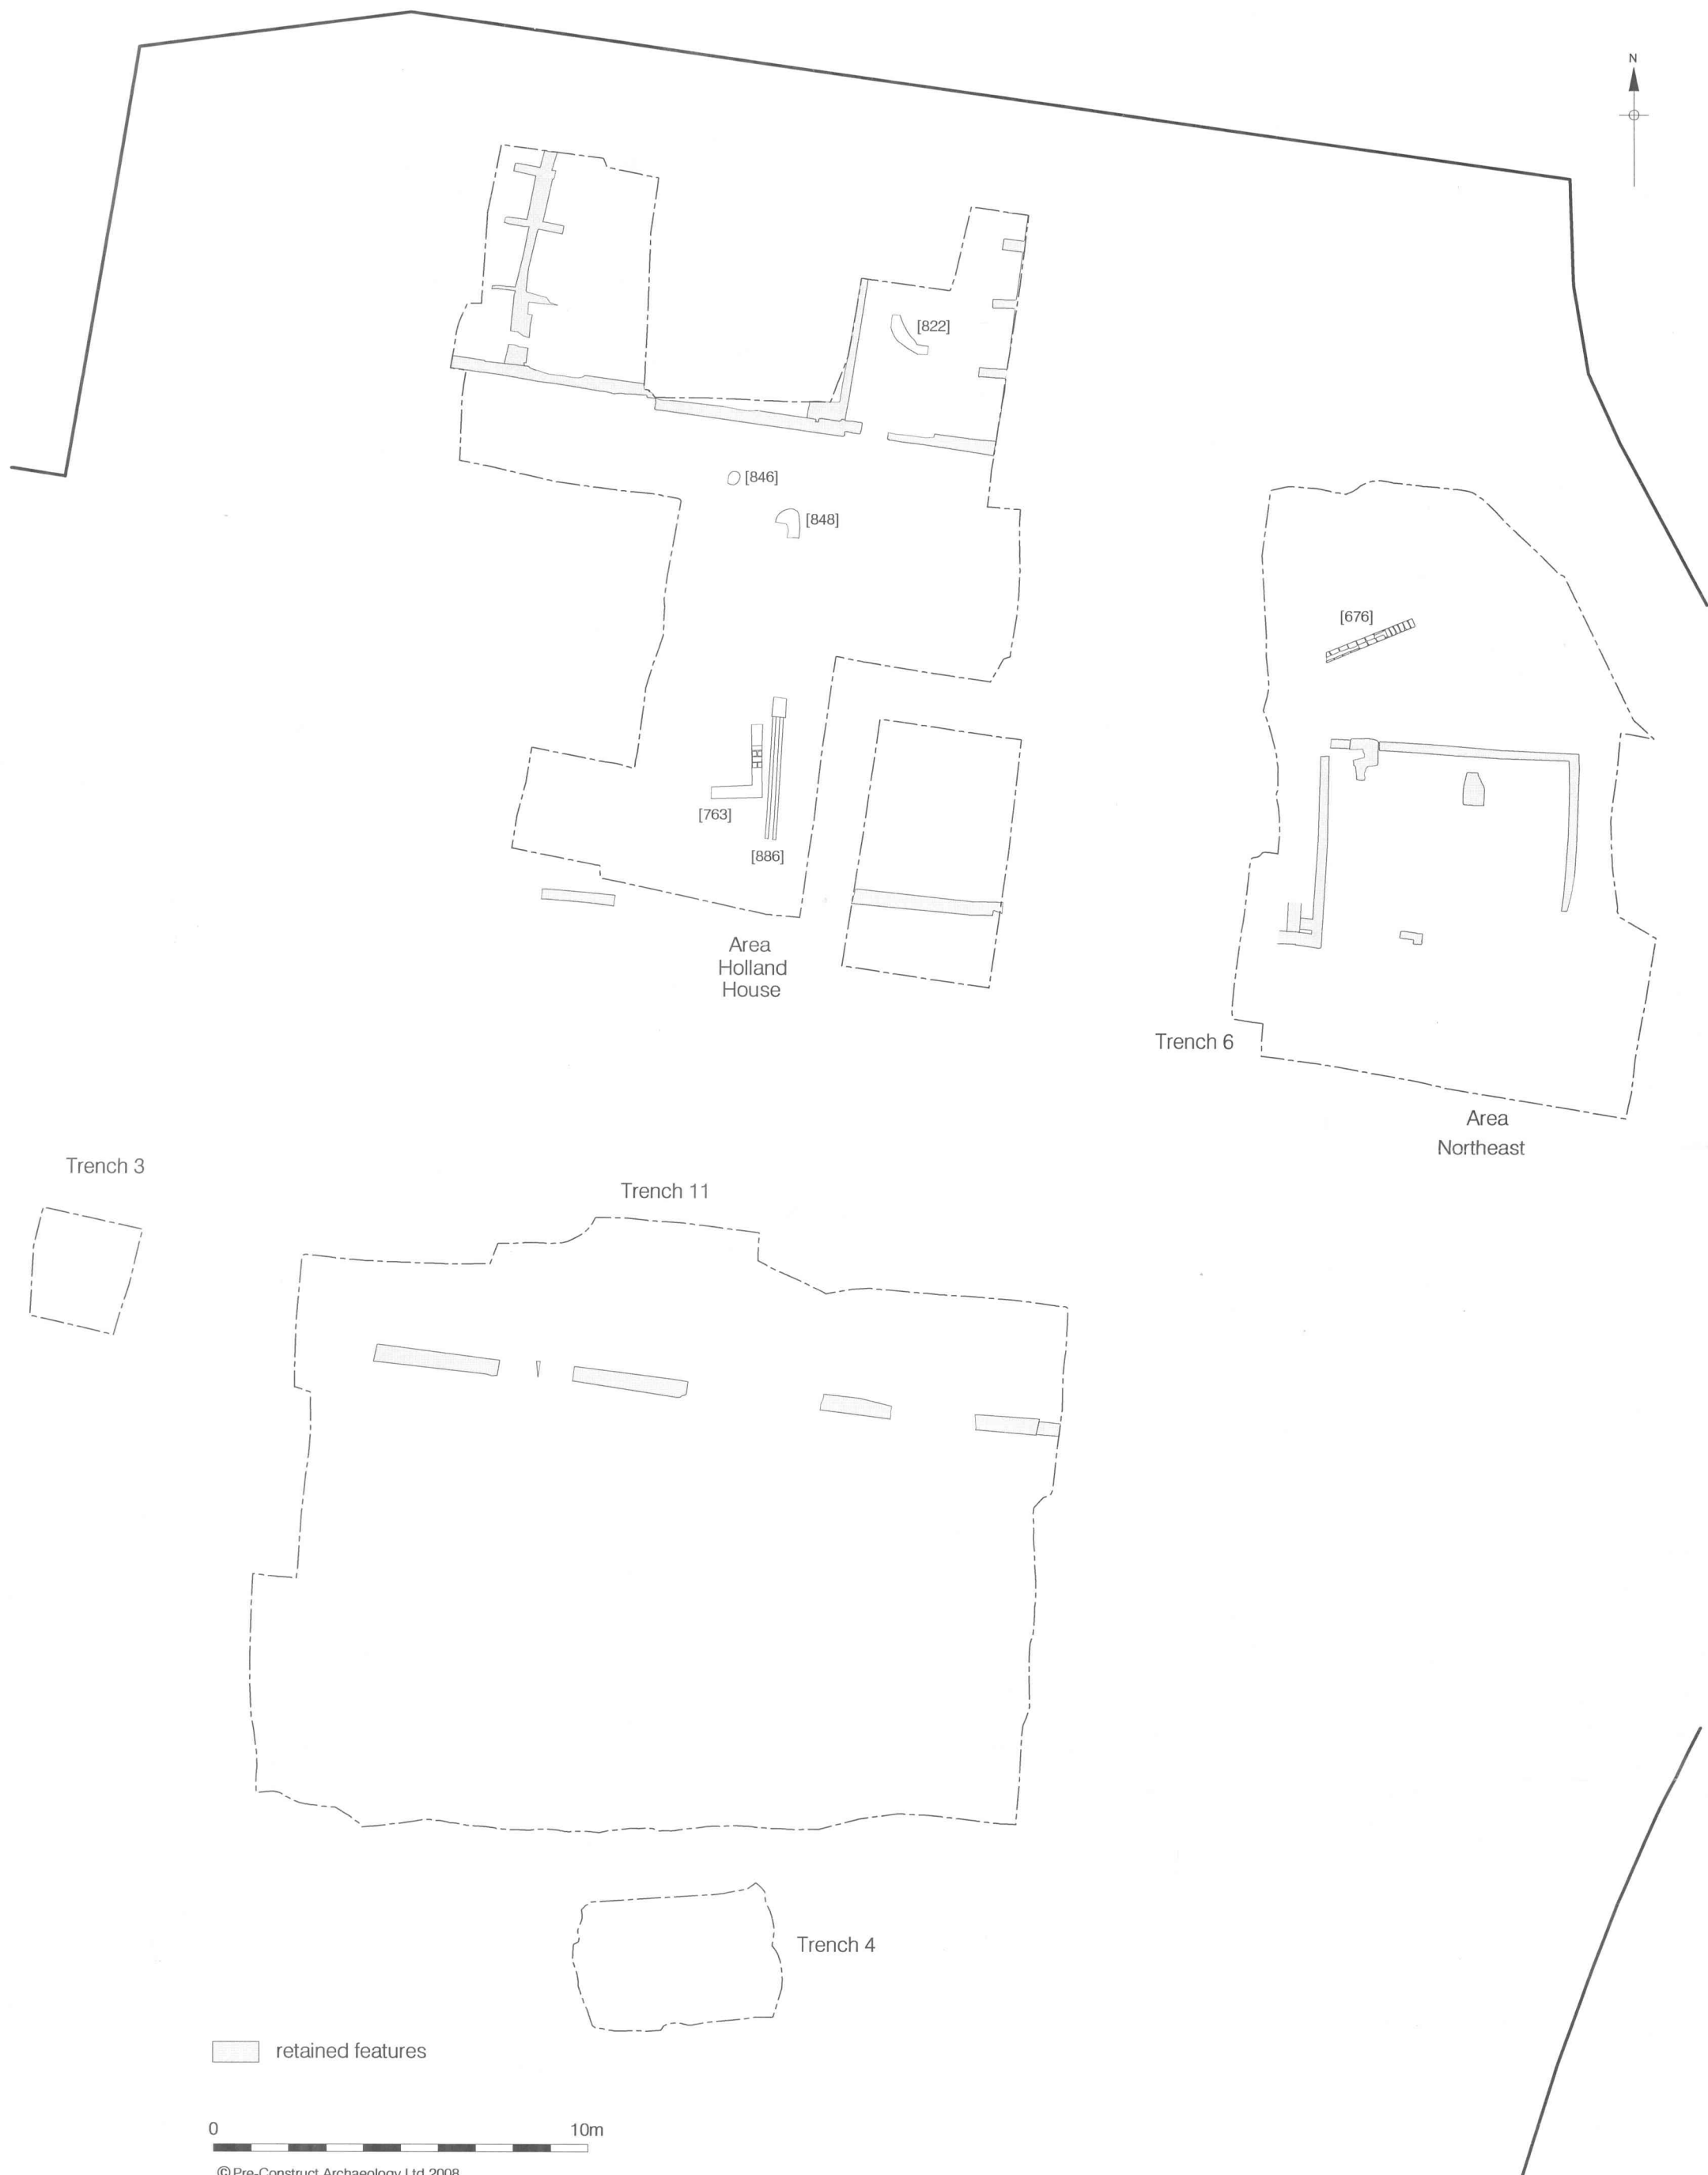 N
[822]
[846]
[848]
[676]
[763]
[886]
Area
Holland
House
Trench 6
Area
Northeast
Trench 3
Trench 11
Trench 4
retained features
0 10m
©Pre-Construct Archaeology Ltd 2008